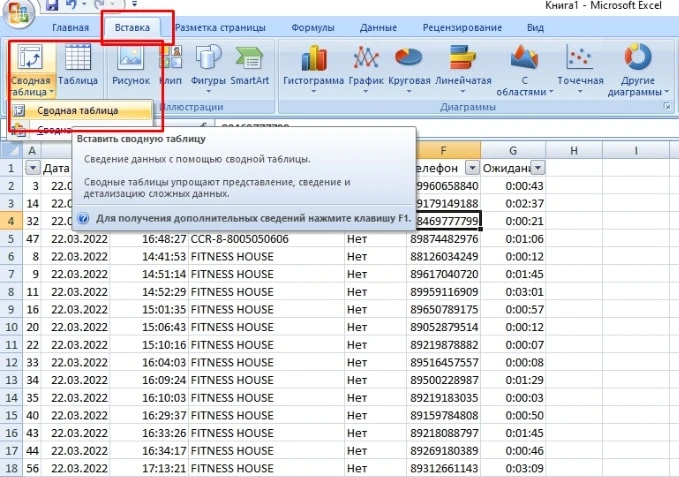 Книга1 - Microsoft Excel
Главная Вставка Разметка страницы Формулы Данные Рецензирование Вид
Сводная таблица Таблица Рисунок Клип Фигуры SmartArt Гистограмма График Круговая Линейчатая С областями Точечная Другие диаграммы
Сводная таблица Иллюстрации Диаграммы
Вставить сводную таблицу
Сведение данных с помощью сводной таблицы.
Сводные таблицы упрощают представление, сведение и
детализацию сложных данных.
Для получения дополнительных сведений нажмите клавишу F1.
A F G H I J
1 Дата Ожидани
2 3 22.0 0:00:43
3 14 22.0 0:02:37
4 32 22.0 0:00:21
5 47 22.03.2022 16:48:27 CCR-8-8005050606 Нет 89874482976 0:01:06
6 8 22.03.2022 14:41:53 FITNESS HOUSE Нет 88126034249 0:00:12
7 9 22.03.2022 14:51:14 FITNESS HOUSE Нет 89617040720 0:01:45
8 11 22.03.2022 14:52:29 FITNESS HOUSE Нет 89959116909 0:03:01
9 16 22.03.2022 15:01:35 FITNESS HOUSE Нет 89650789175 0:00:57
10 20 22.03.2022 15:06:43 FITNESS HOUSE Нет 89052879514 0:00:12
11 22 22.03.2022 15:10:16 FITNESS HOUSE Нет 89219878882 0:00:07
12 33 22.03.2022 16:04:03 FITNESS HOUSE Нет 89516457557 0:00:08
13 34 22.03.2022 16:09:24 FITNESS HOUSE Нет 89500228987 0:01:29
14 35 22.03.2022 16:10:03 FITNESS HOUSE Нет 89219183035 0:00:03
15 40 22.03.2022 16:29:37 FITNESS HOUSE Нет 89159784808 0:00:50
16 43 22.03.2022 16:33:26 FITNESS HOUSE Нет 89218088797 0:01:45
17 44 22.03.2022 16:34:17 FITNESS HOUSE Нет 89269180389 0:00:46
18 56 22.03.2022 17:13:21 FITNESS HOUSE Нет 89312661143 0:03:09